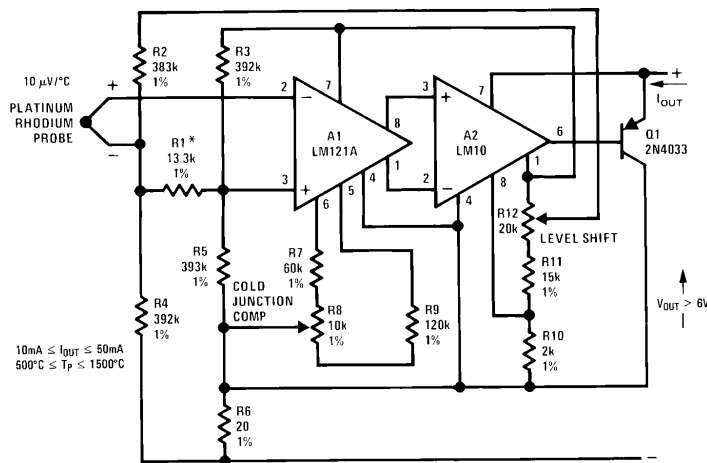 10 μV/°C
PLATINUM
RHODIUM
PROBE
+
−
R2
383k
1%
R3
392k
1%
R1*
13.3k
1%
2
−
3
+
7
A1
LM121A
8
1
4
5
6
3
+
2
−
7
A2
LM10
6
1
8
4
+
IOUT
Q1
2N4033
R12
20k
LEVEL SHIFT
R11
15k
1%
R10
2k
1%
VOUT > 6V
R5
393k
1%
COLD
JUNCTION
COMP
R7
60k
1%
R8
10k
1%
R9
120k
1%
R4
392k
1%
10mA ≤ IOUT ≤ 50mA
500°C ≤ TP ≤ 1500°C
R6
20
1%
−